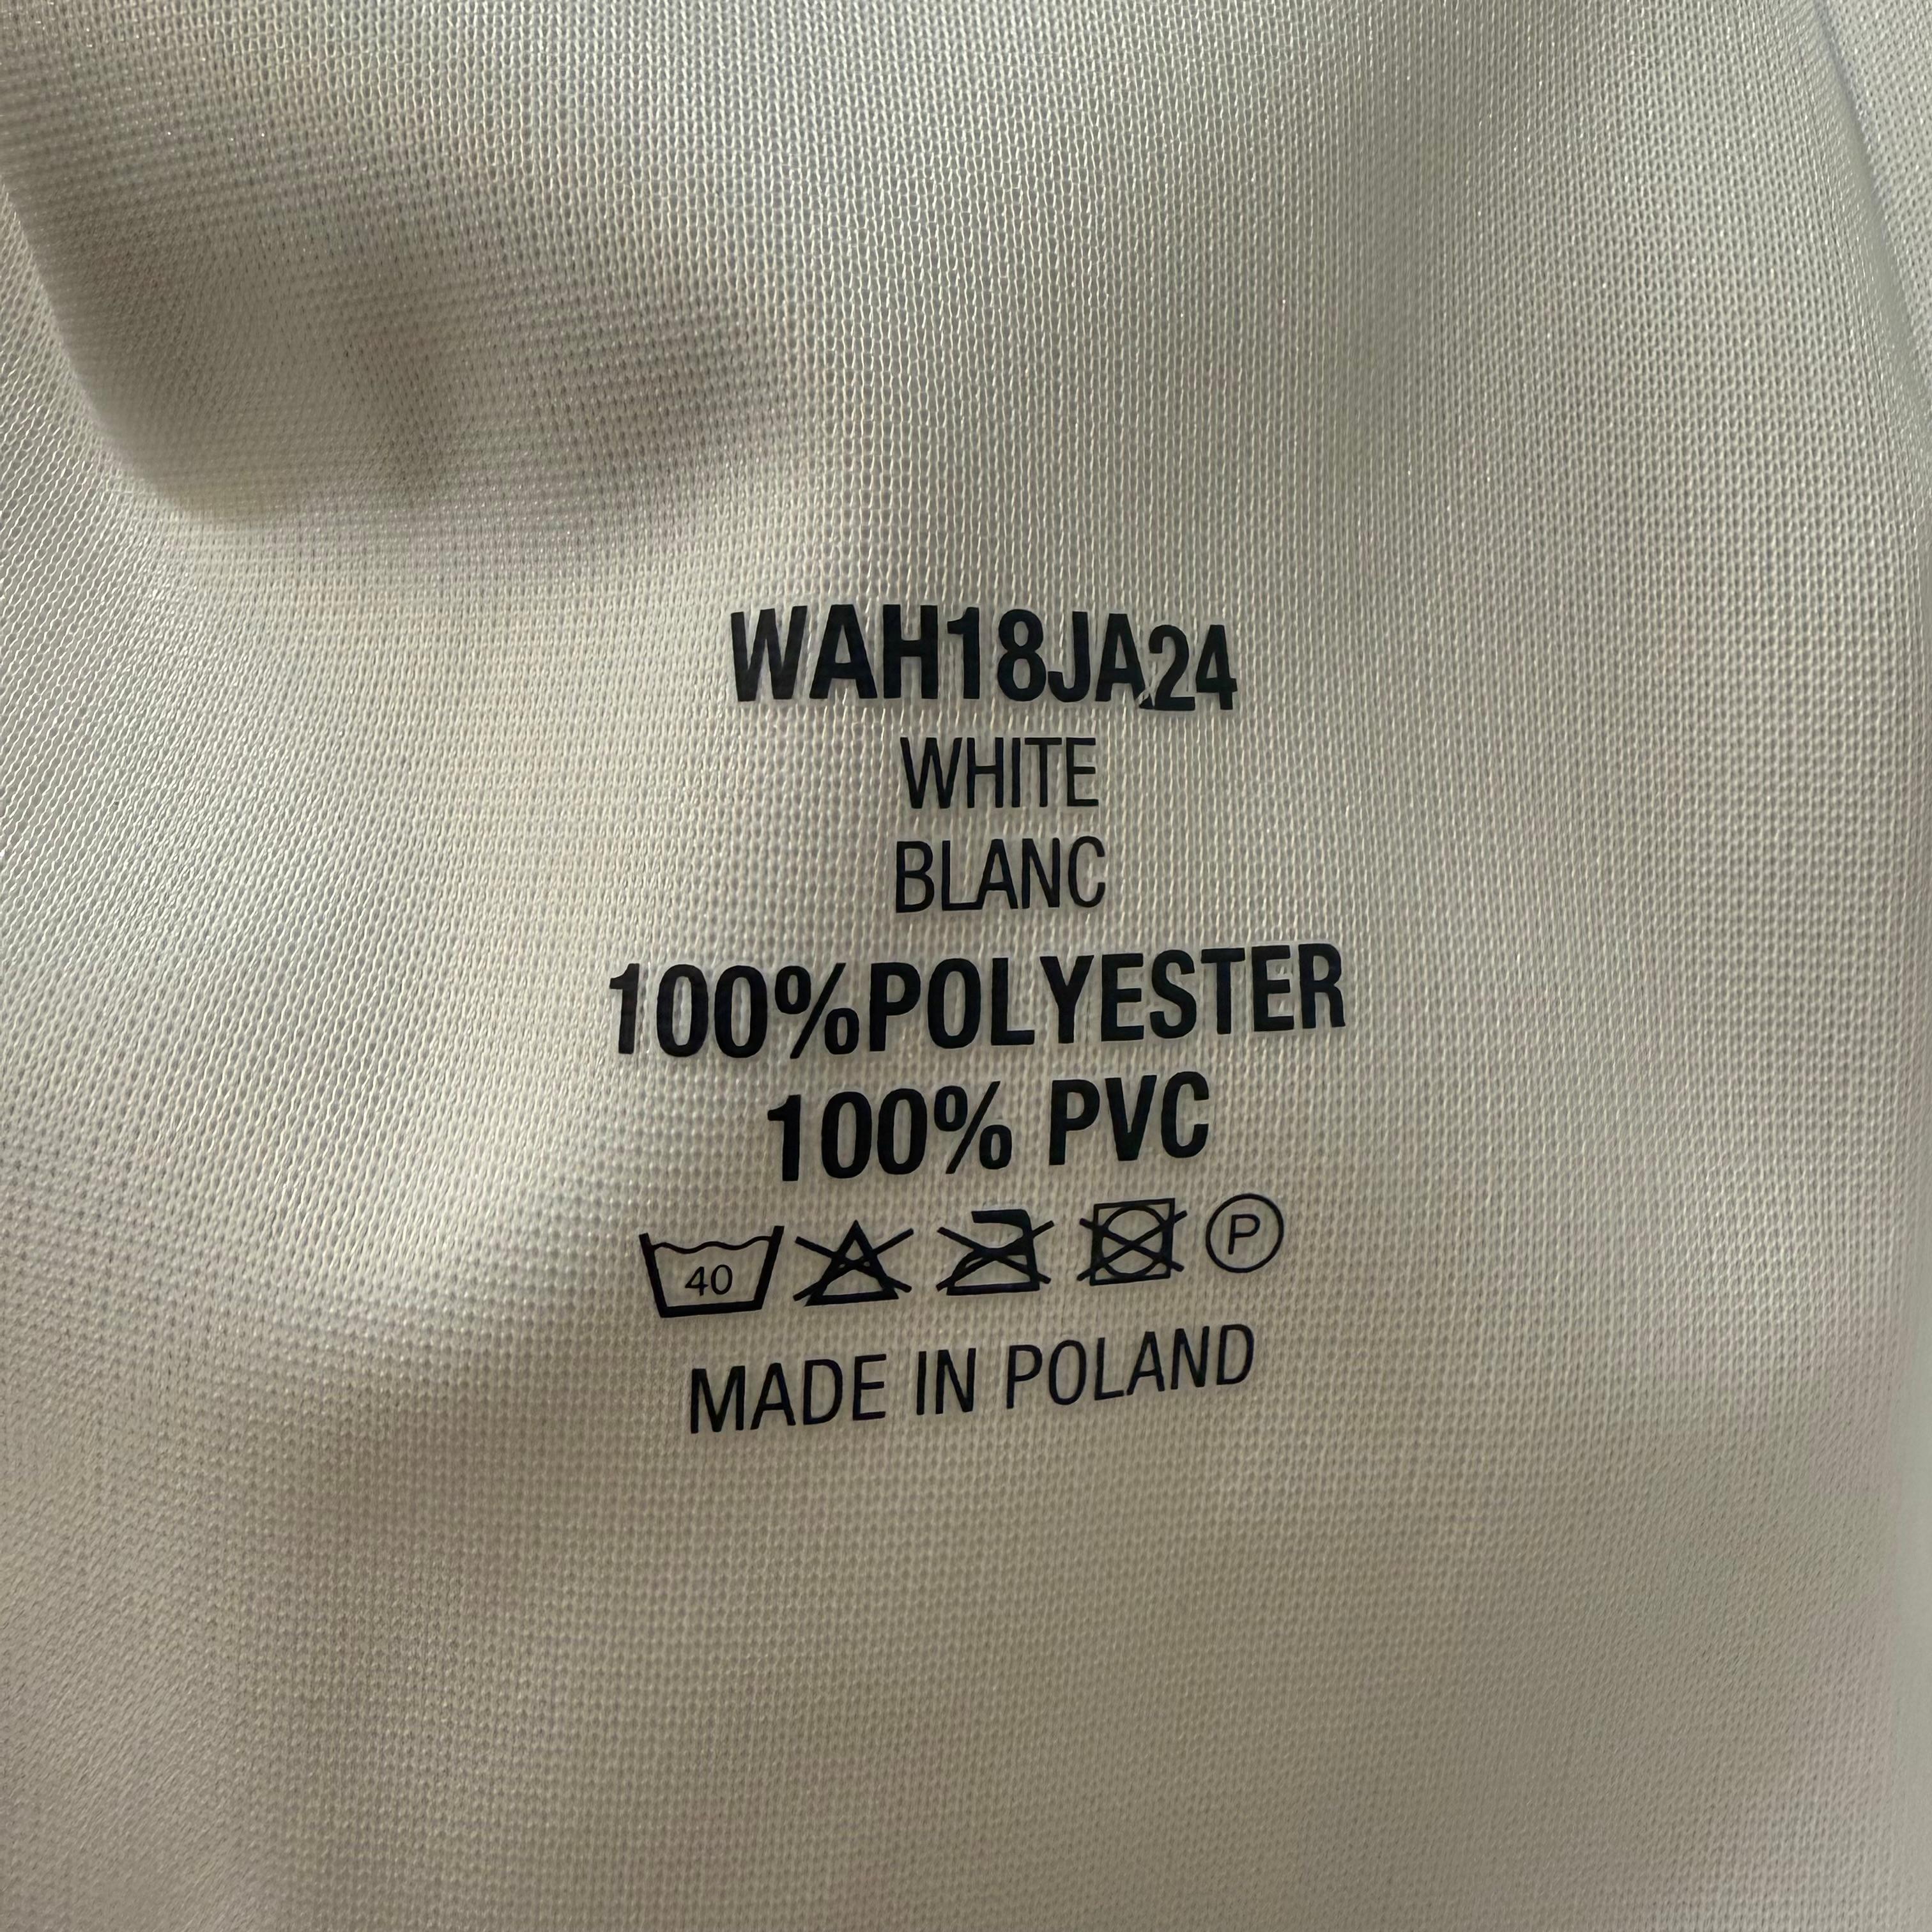 WAH18JA24
WHITE
BLANC
100%POLYESTER
100% PVC
40 P
MADE IN POLAND